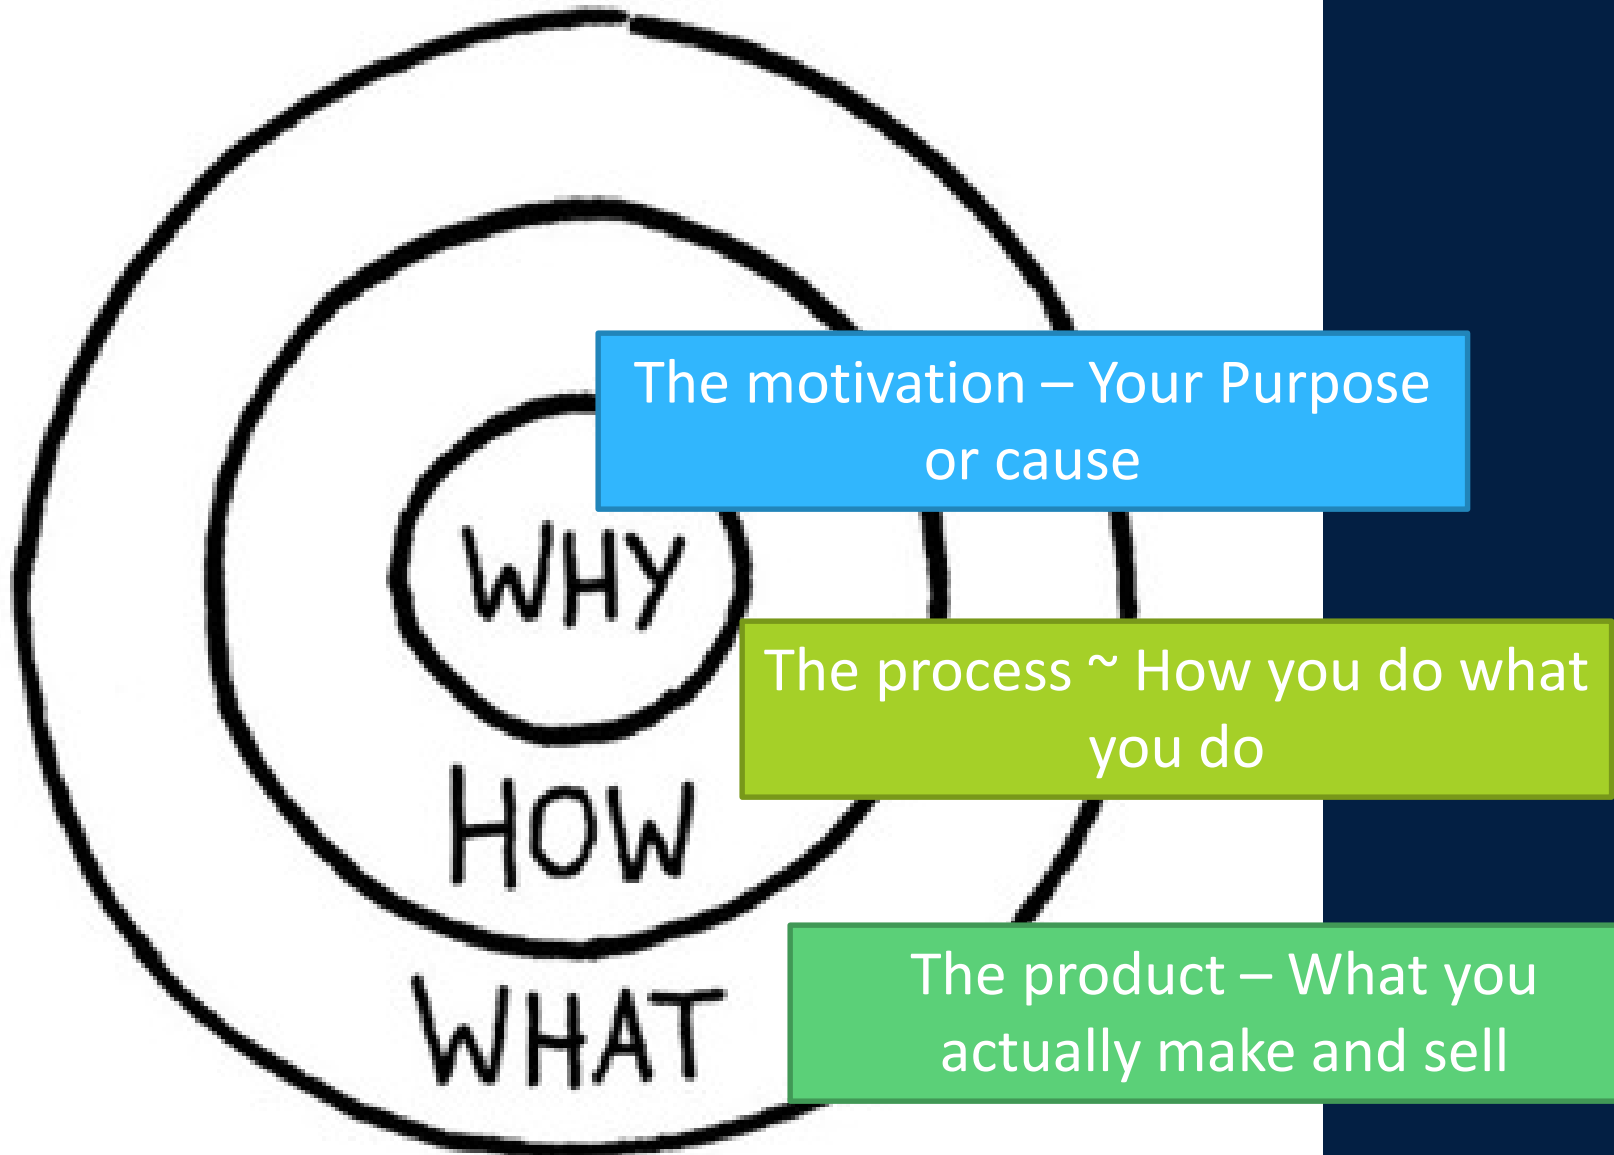 The motivation – Your Purpose
or cause
WHY
The process ~ How you do what
you do
HOW
The product – What you
actually make and sell
WHAT